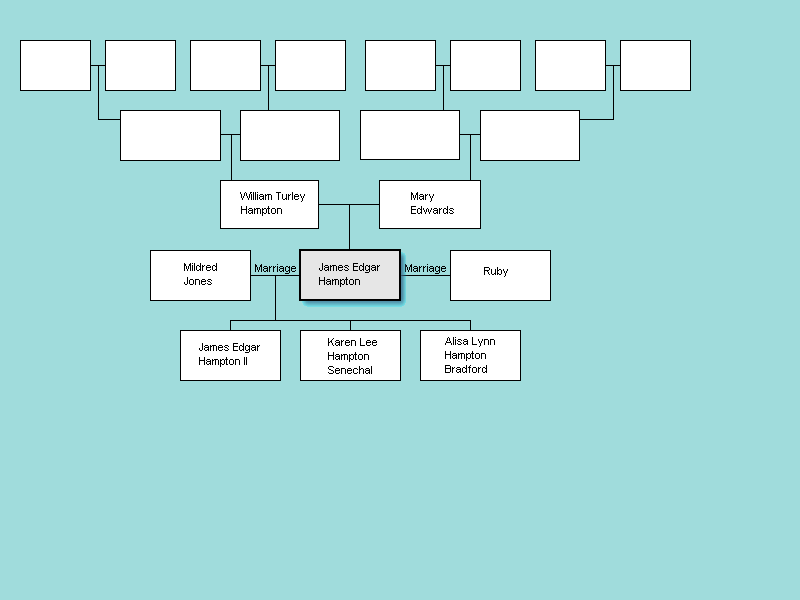 William Turley
Hampton
Mary
Edwards
Mildred
Jones
Marriage
James Edgar
Hampton
Marriage
Ruby
James Edgar
Hampton II
Karen Lee
Hampton
Senechal
Alisa Lynn
Hampton
Bradford